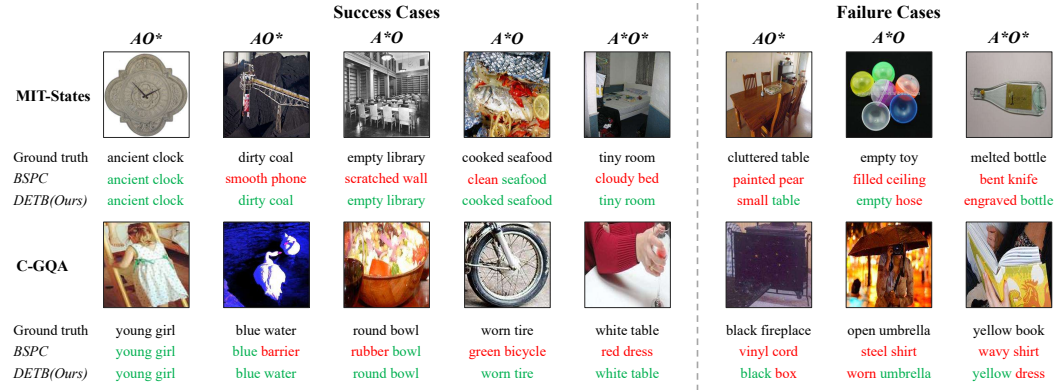 Success Cases Failure Cases
AO* AO* A*O A*O A*O* AO* A*O A*O*
MIT-States
Ground truth ancient clock dirty coal empty library cooked seafood tiny room cluttered table empty toy melted bottle
BSPC ancient clock smooth phone scratched wall clean seafood cloudy bed painted pear filled ceiling bent knife
DETB(Ours) ancient clock dirty coal empty library cooked seafood tiny room small table empty hose engraved bottle
C-GQA
Ground truth young girl blue water round bowl worn tire white table black fireplace open umbrella yellow book
BSPC young girl blue barrier rubber bowl green bicycle red dress vinyl cord steel shirt wavy shirt
DETB(Ours) young girl blue water round bowl worn tire white table black box worn umbrella yellow dress